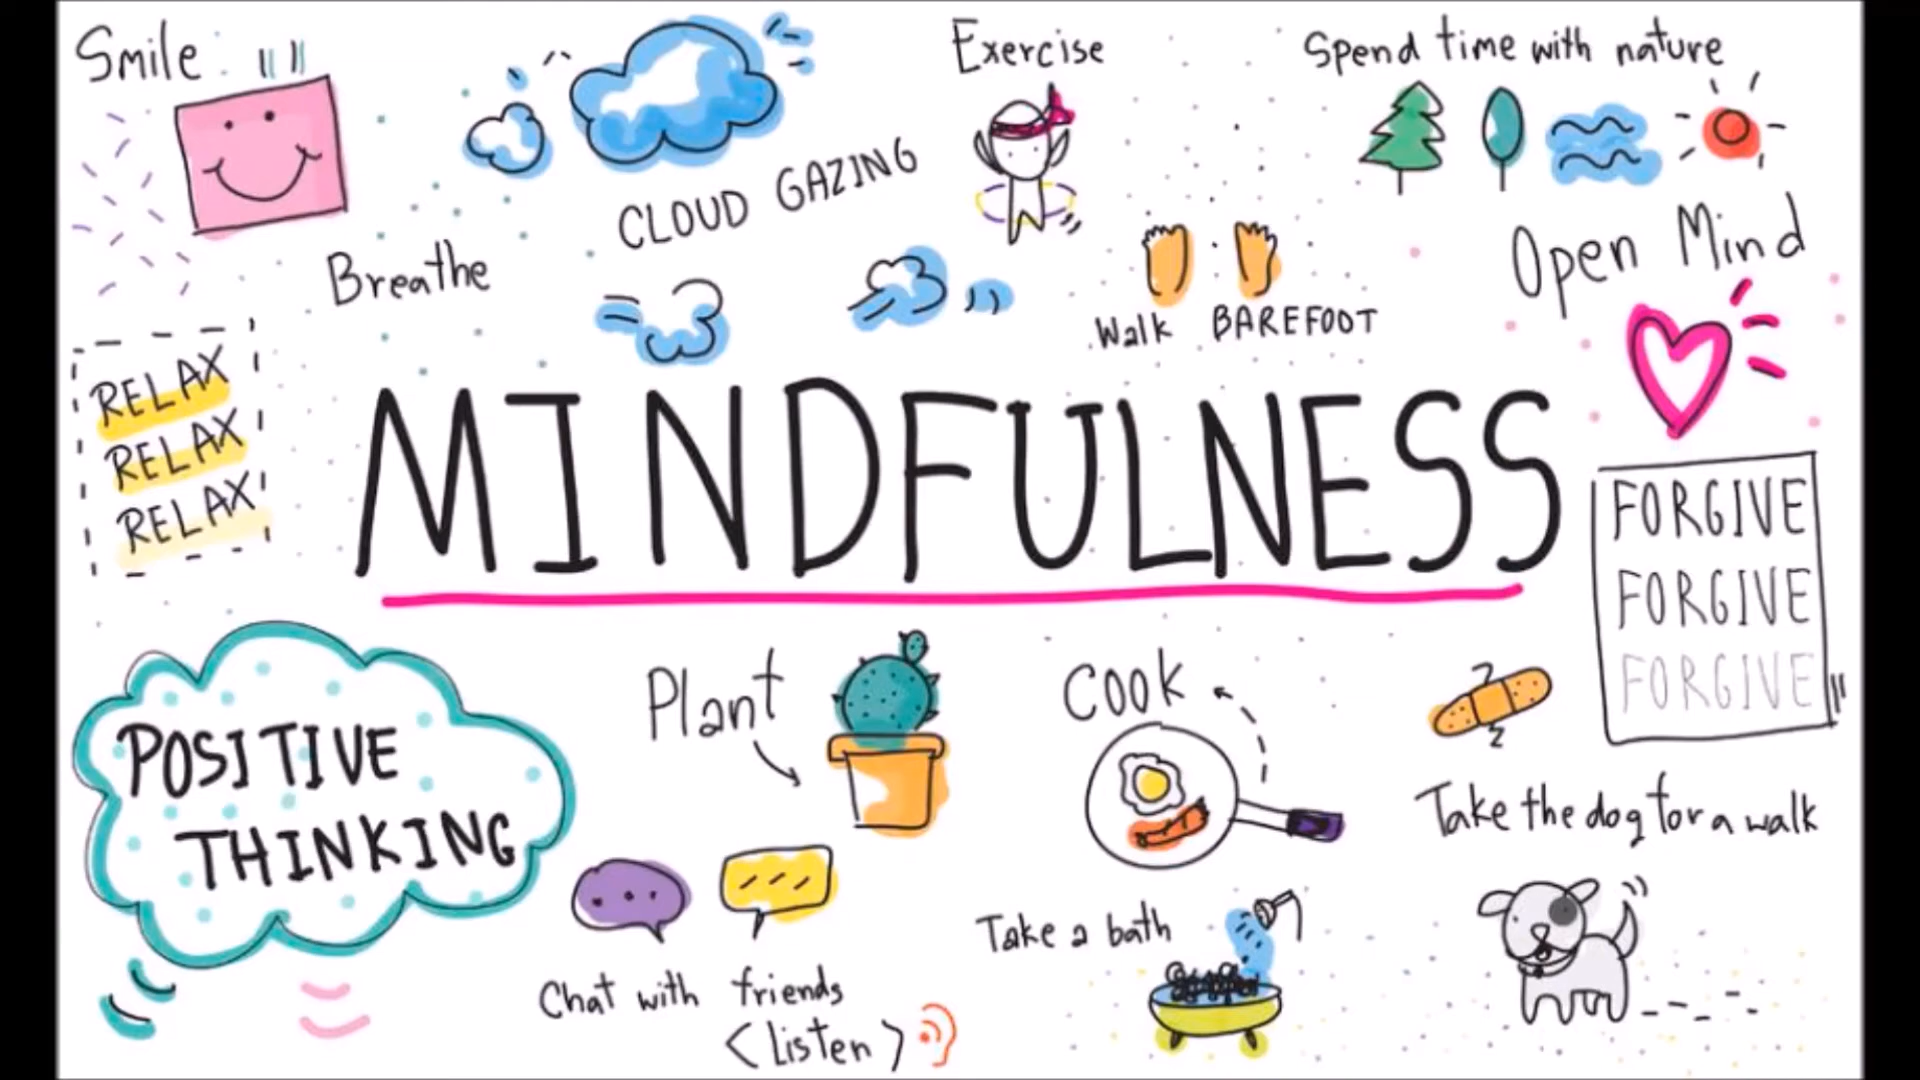 Smile
Exercise
Spend time with nature
CLOUD GAZING
Breathe
Open Mind
Walk BAREFOOT
RELAX
RELAX
RELAX
MINDFULNESS
FORGIVE
FORGIVE
FORGIVE
POSITIVE
THINKING
Plant
Cook
Take the dog for a walk
Take a bath
Chat with friends
<listen>